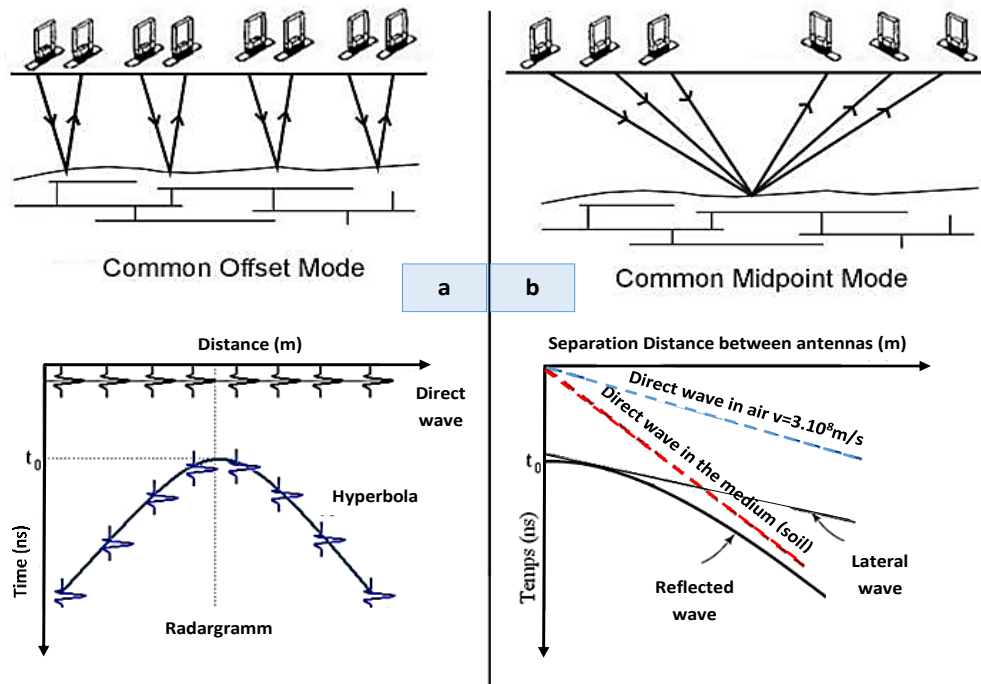 Common Offset Mode
a
Distance (m)
Direct
wave
t0
Hyperbola
Time (ns)
Radargramm
b
Common Midpoint Mode
Separation Distance between antennas (m)
Direct wave in air v=3.10⁸m/s
Direct wave in the medium (soil)
t0
Temps (ns)
Reflected
wave
Lateral
wave